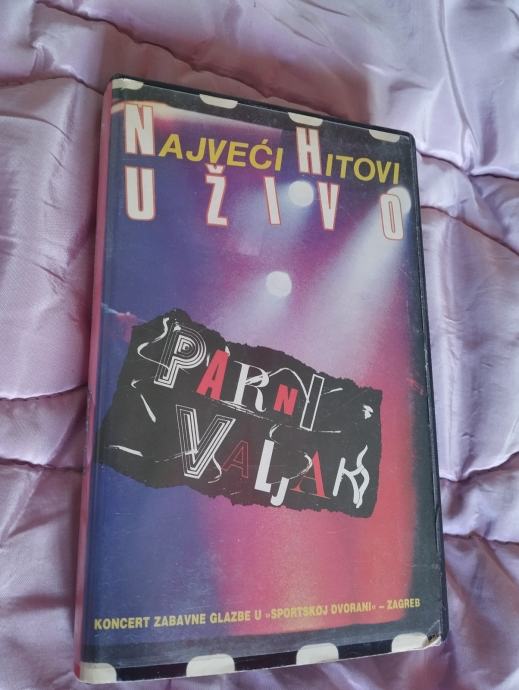 NAJVEĆI HITOVI
UŽIVO
PARNI
VALJAK
KONCERT ZABAVNE GLAZBE U »SPORTSKOJ DVORANI« – ZAGREB